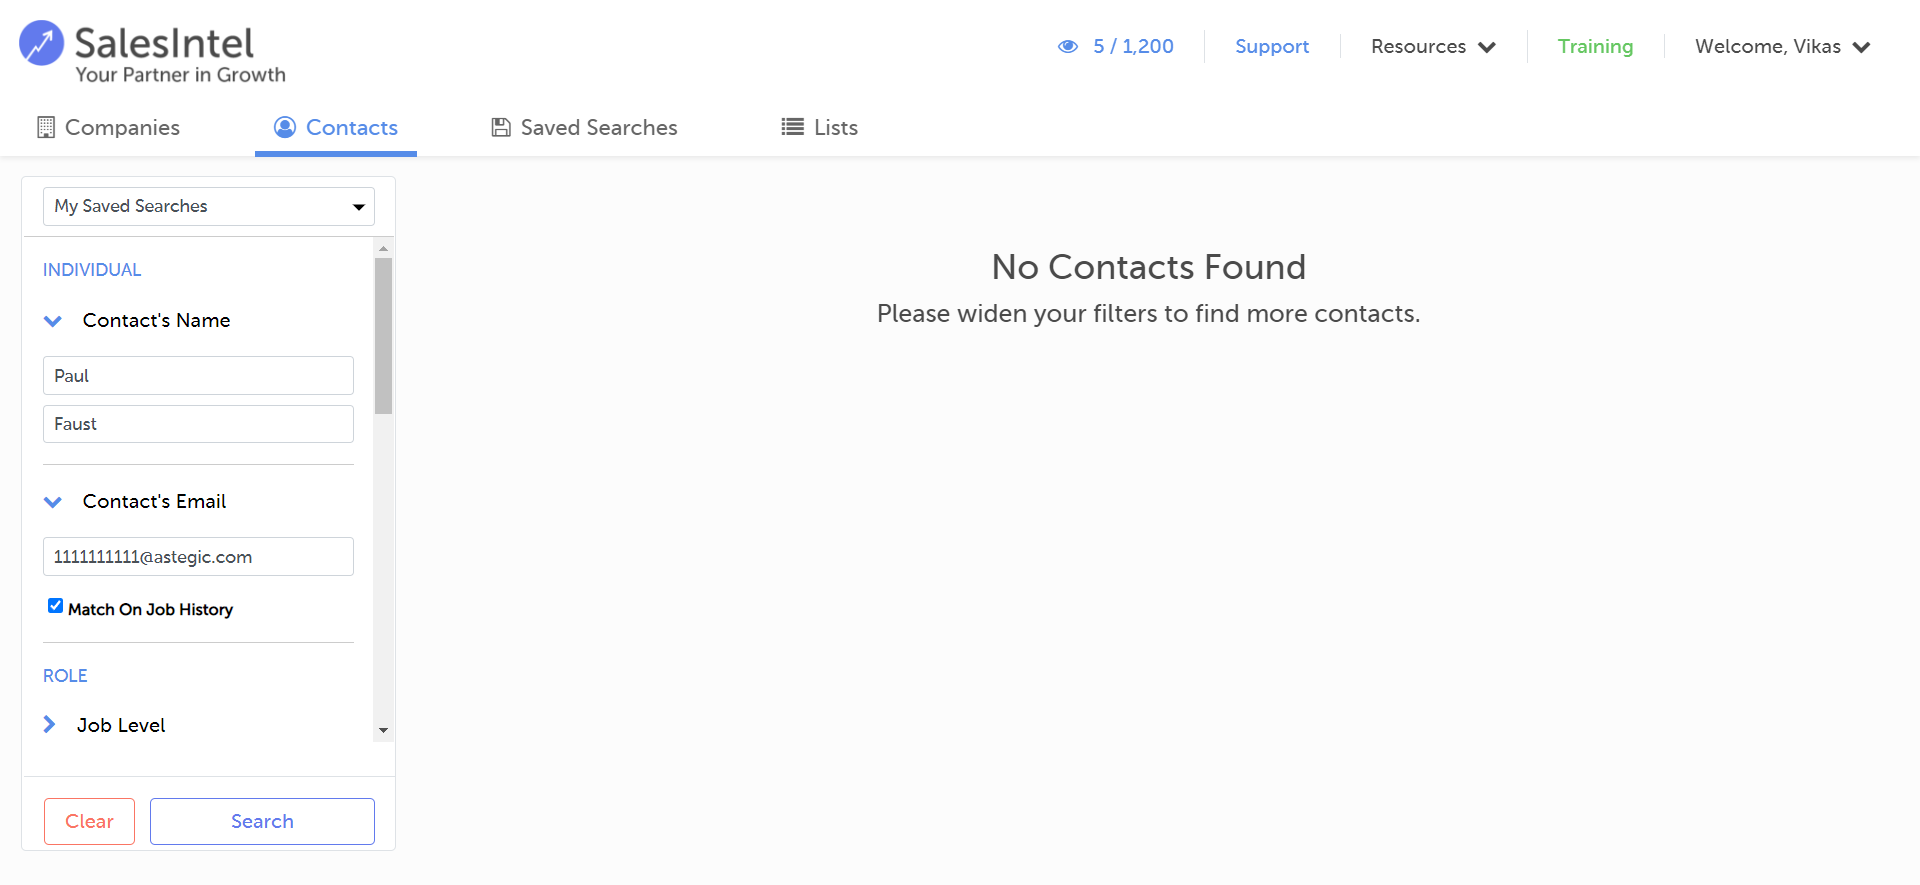 SalesIntel
Your Partner in Growth
5 / 1,200
Support
Resources
Training
Welcome, Vikas
Companies
Contacts
Saved Searches
Lists
My Saved Searches
INDIVIDUAL
Contact's Name
Paul
Faust
Contact's Email
1111111111@astegic.com
Match On Job History
ROLE
Job Level
Clear
Search
No Contacts Found
Please widen your filters to find more contacts.